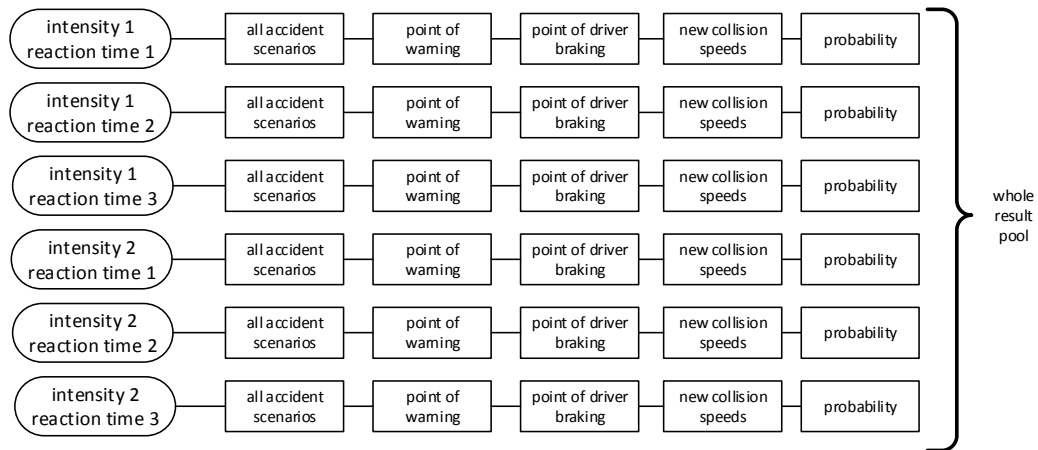 intensity 1
reaction time 1
all accident
scenarios
point of
warning
point of driver
braking
new collision
speeds
probability
intensity 1
reaction time 2
all accident
scenarios
point of
warning
point of driver
braking
new collision
speeds
probability
intensity 1
reaction time 3
all accident
scenarios
point of
warning
point of driver
braking
new collision
speeds
probability
intensity 2
reaction time 1
all accident
scenarios
point of
warning
point of driver
braking
new collision
speeds
probability
intensity 2
reaction time 2
all accident
scenarios
point of
warning
point of driver
braking
new collision
speeds
probability
intensity 2
reaction time 3
all accident
scenarios
point of
warning
point of driver
braking
new collision
speeds
probability
whole
result
pool